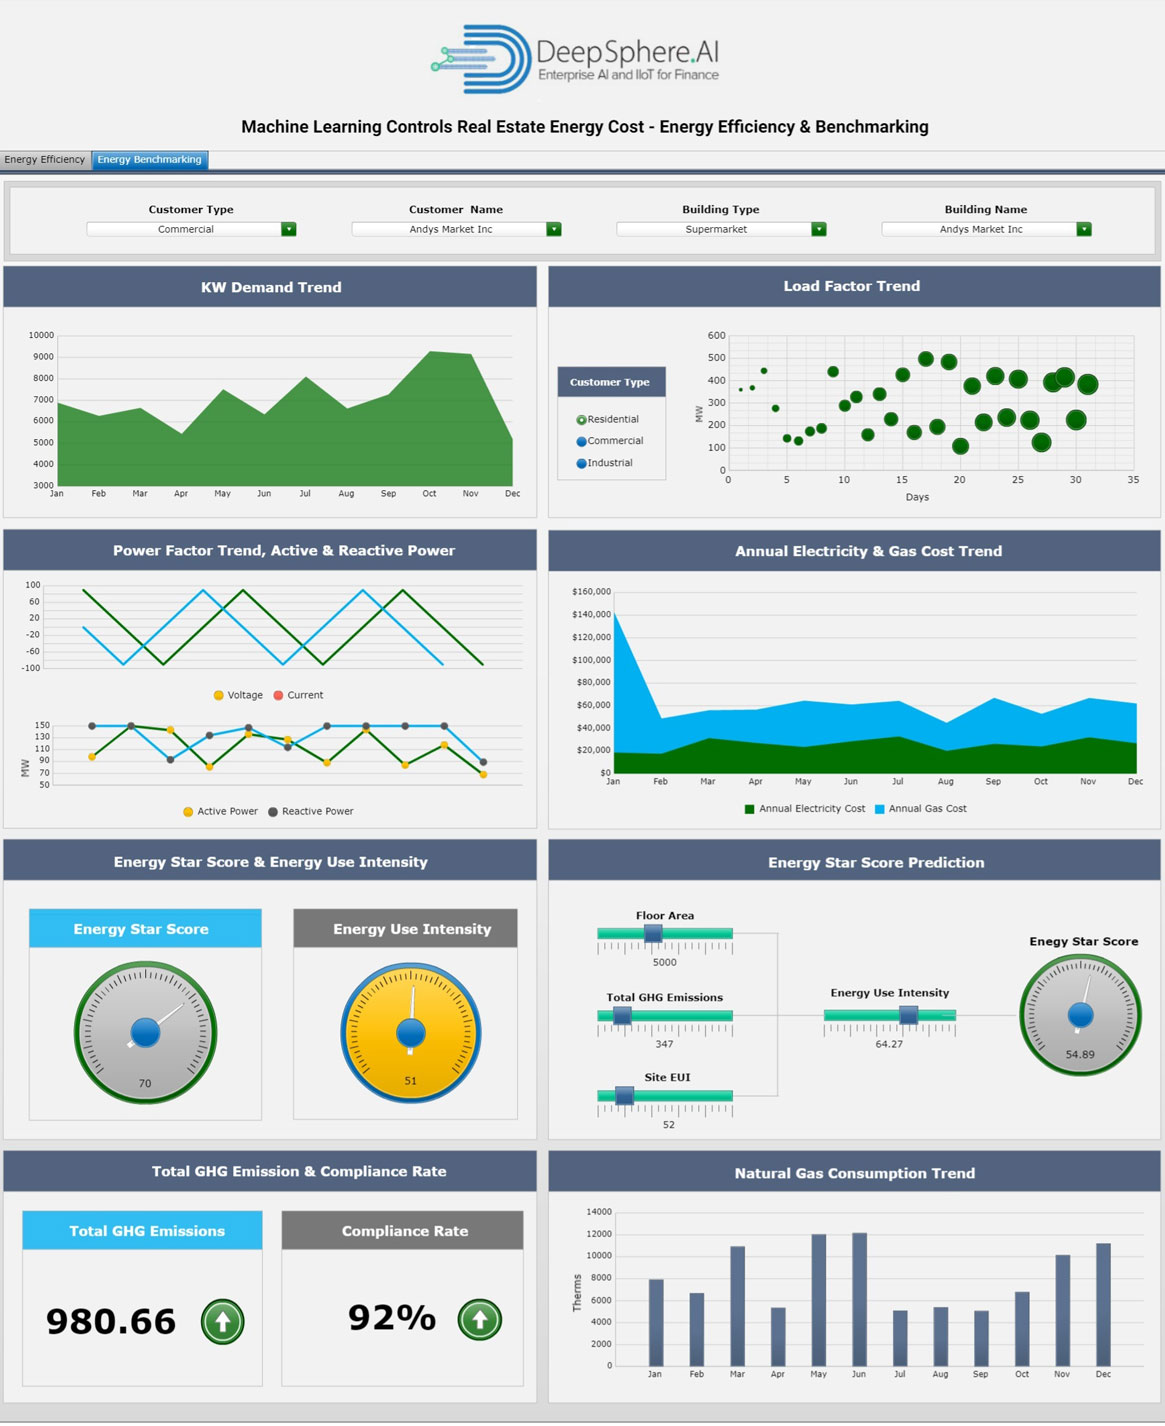 DeepSphere.AI
Enterprise AI and IIoT for Finance
Machine Learning Controls Real Estate Energy Cost - Energy Efficiency & Benchmarking
Energy Efficiency Energy Benchmarking
Customer Type Customer Name Building Type Building Name
Commercial Andys Market Inc Supermarket Andys Market Inc
KW Demand Trend
10000
9000
8000
7000
6000
5000
4000
3000
Jan Feb Mar Apr May Jun Jul Aug Sep Oct Nov Dec
Load Factor Trend
Customer Type
Residential
Commercial
Industrial
MW
600
500
400
300
200
100
0
0 5 10 15 20 25 30 35
Days
Power Factor Trend, Active & Reactive Power
100
60
20
-20
-60
-100
Voltage Current
MW
150
130
110
90
70
50
Active Power Reactive Power
Annual Electricity & Gas Cost Trend
$160,000
$140,000
$120,000
$100,000
$80,000
$60,000
$40,000
$20,000
$0
Jan Feb Mar Apr May Jun Jul Aug Sep Oct Nov Dec
Annual Electricity Cost Annual Gas Cost
Energy Star Score & Energy Use Intensity
Energy Star Score Energy Use Intensity
70 51
Energy Star Score Prediction
Floor Area
5000
Total GHG Emissions
347
Site EUI
52
Energy Use Intensity
64.27
Enegy Star Score
54.89
Total GHG Emission & Compliance Rate
Total GHG Emissions Compliance Rate
980.66 92%
Natural Gas Consumption Trend
Therms
14000
12000
10000
8000
6000
4000
2000
0
Jan Feb Mar Apr May Jun Jul Aug Sep Oct Nov Dec